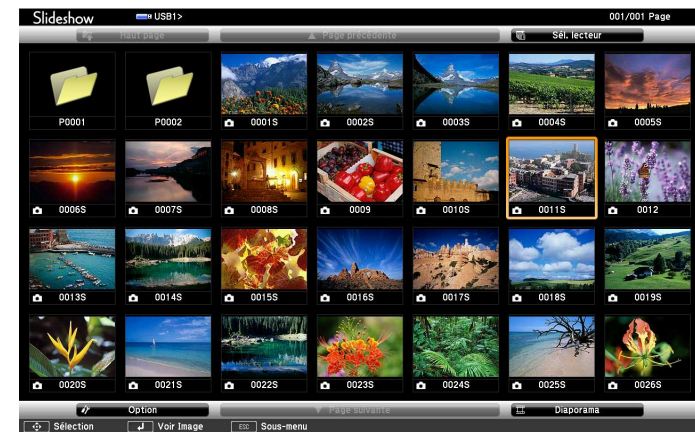 Slideshow USB1> 001/001 Page
Haut page Page précédente Sél. lecteur
P0001 P0002 0001S 0002S 0003S 0004S 0005S
0006S 0007S 0008S 0009 0010S 0011S 0012
0013S 0014S 0015S 0016S 0017S 0018S 0019S
0020S 0021S 0022S 0023S 0024S 0025S 0026S
Option Page suivante Diaporama
Sélection Voir Image ESC Sous-menu